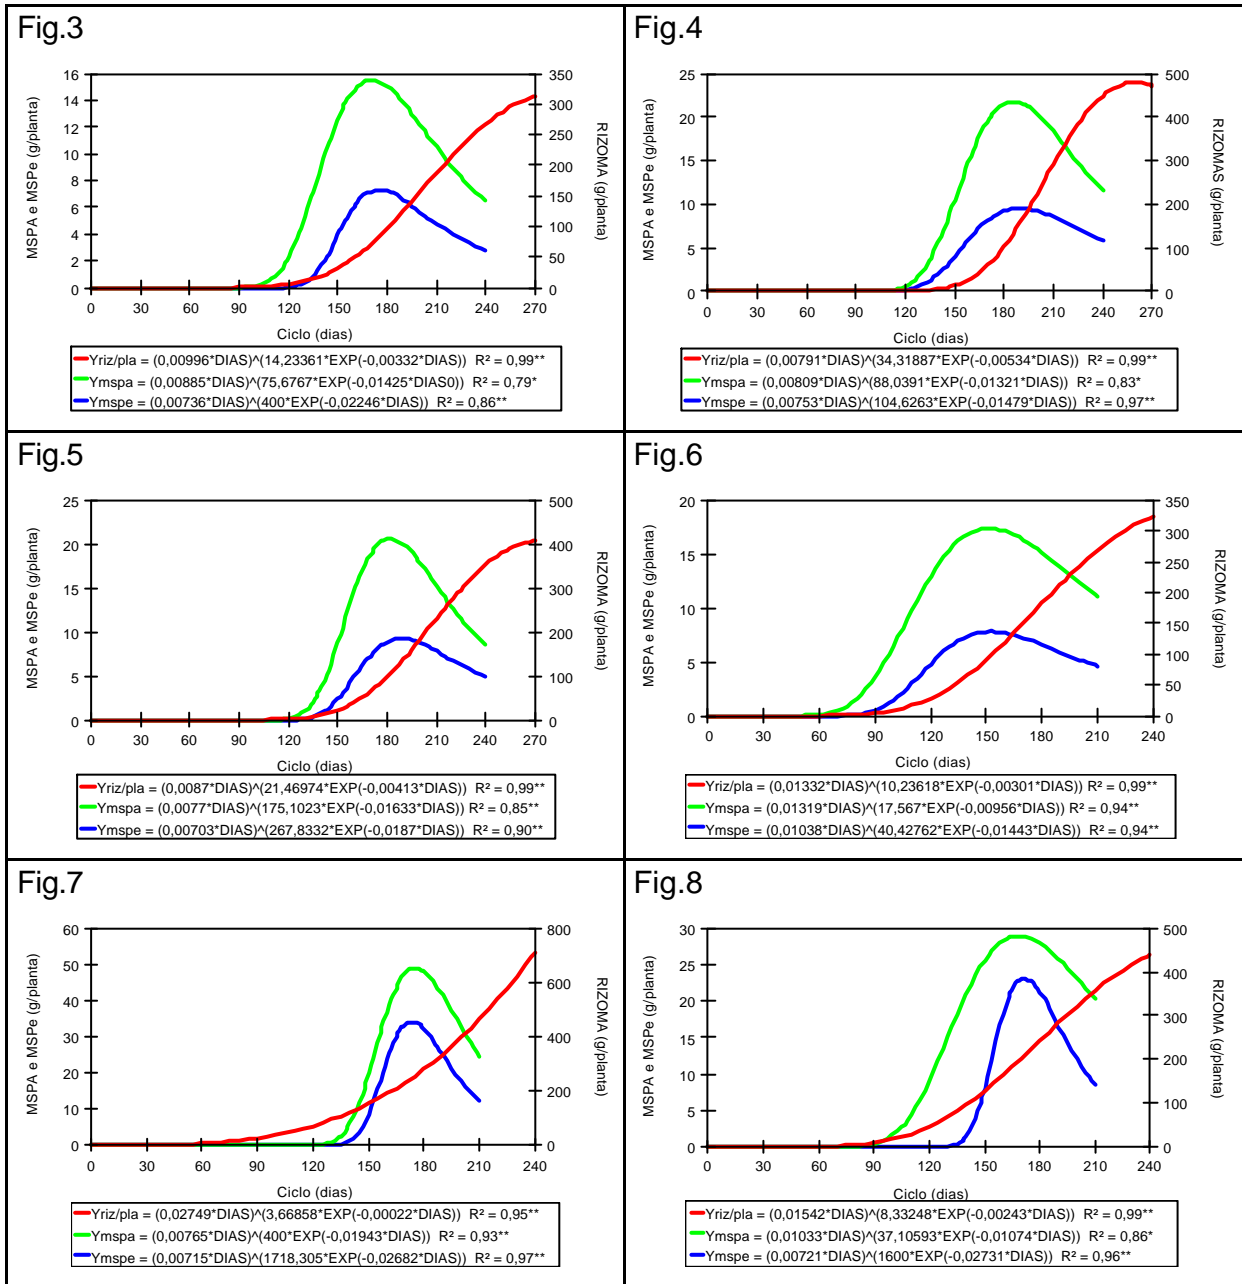 Fig.3
16
14
12
10
8
6
4
2
0
MSPA e MSPe (g/planta)
350
300
250
200
150
100
50
0
RIZOMA (g/planta)
0 30 60 90 120 150 180 210 240 270
Ciclo (dias)
Yriz/pla = (0,00996*DIAS)^(14,23361*EXP(-0,00332*DIAS)) R² = 0,99**
Ymspa = (0,00885*DIAS)^(75,6767*EXP(-0,01425*DIAS0)) R² = 0,79*
Ymspe = (0,00736*DIAS)^(400*EXP(-0,02246*DIAS)) R² = 0,86**
Fig.4
25
20
15
10
5
0
MSPA e MSPe (g/planta)
500
400
300
200
100
0
RIZOMAS (g/planta)
0 30 60 90 120 150 180 210 240 270
Ciclo (dias)
Yriz/pla = (0,00791*DIAS)^(34,31887*EXP(-0,00534*DIAS)) R² = 0,99**
Ymspa = (0,00809*DIAS)^(88,0391*EXP(-0,01321*DIAS)) R² = 0,83*
Ymspe = (0,00753*DIAS)^(104,6263*EXP(-0,01479*DIAS)) R² = 0,97**
Fig.5
25
20
15
10
5
0
MSPA e MSPe (g/planta)
500
400
300
200
100
0
RIZOMA (g/planta)
0 30 60 90 120 150 180 210 240 270
Ciclo (dias)
Yriz/pla = (0,0087*DIAS)^(21,46974*EXP(-0,00413*DIAS)) R² = 0,99**
Ymspa = (0,0077*DIAS)^(175,1023*EXP(-0,01633*DIAS)) R² = 0,85**
Ymspe = (0,00703*DIAS)^(267,8332*EXP(-0,0187*DIAS)) R² = 0,90**
Fig.6
20
15
10
5
0
MSPA e MSPe (g/planta)
350
300
250
200
150
100
50
0
RIZOMA (g/planta)
0 30 60 90 120 150 180 210 240
Ciclo (dias)
Yriz/pla = (0,01332*DIAS)^(10,23618*EXP(-0,00301*DIAS)) R² = 0,99**
Ymspa = (0,01319*DIAS)^(17,567*EXP(-0,00956*DIAS)) R² = 0,94**
Ymspe = (0,01038*DIAS)^(40,42762*EXP(-0,01443*DIAS)) R² = 0,94**
Fig.7
60
50
40
30
20
10
0
MSPA e MSPe (g/planta)
800
600
400
200
0
RIZOMA (g/planta)
0 30 60 90 120 150 180 210 240
Ciclo (dias)
Yriz/pla = (0,02749*DIAS)^(3,66858*EXP(-0,00022*DIAS)) R² = 0,95**
Ymspa = (0,00765*DIAS)^(400*EXP(-0,01943*DIAS)) R² = 0,93**
Ymspe = (0,00715*DIAS)^(1718,305*EXP(-0,02682*DIAS)) R² = 0,97**
Fig.8
30
25
20
15
10
5
0
MSPA e MSPe (g/planta)
500
400
300
200
100
0
RIZOMA (g/planta)
0 30 60 90 120 150 180 210 240
Ciclo (dias)
Yriz/pla = (0,01542*DIAS)^(8,33248*EXP(-0,00243*DIAS)) R² = 0,99**
Ymspa = (0,01033*DIAS)^(37,10593*EXP(-0,01074*DIAS)) R² = 0,86*
Ymspe = (0,00721*DIAS)^(1600*EXP(-0,02731*DIAS)) R² = 0,96**